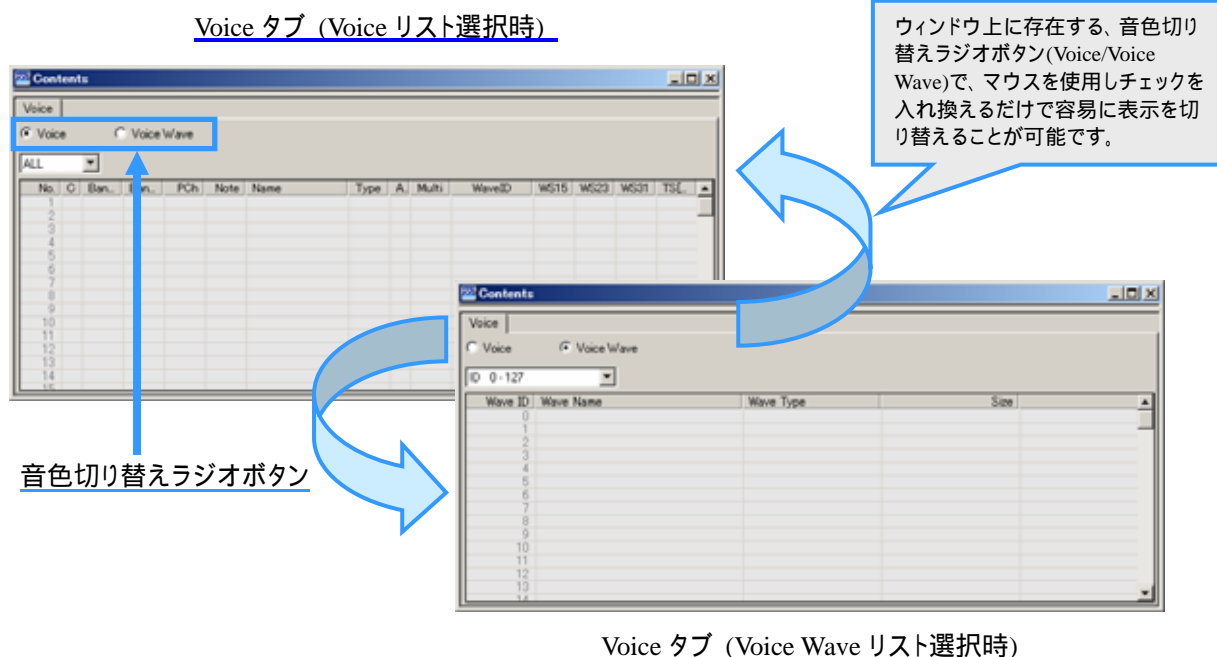 Voice タブ (Voice リスト選択時)
ウィンドウ上に存在する、音色切り
替えラジオボタン(Voice/Voice
Wave)で、マウスを使用しチェックを
入れ換えるだけで容易に表示を切
り替えることが可能です。
Contents
Voice
Voice Voice Wave
ALL
No. C Ban.. PCh Note Name Type A. Multi WaveID WS15 WS23 WS31 TS[..
1
2
3
4
5
6
7
8
9
10
11
12
13
14
15
Contents
Voice
Voice Voice Wave
ID 0-127
Wave ID Wave Name Wave Type Size
0
1
2
3
4
5
6
7
8
9
10
11
12
13
14
音色切り替えラジオボタン
Voice タブ (Voice Wave リスト選択時)